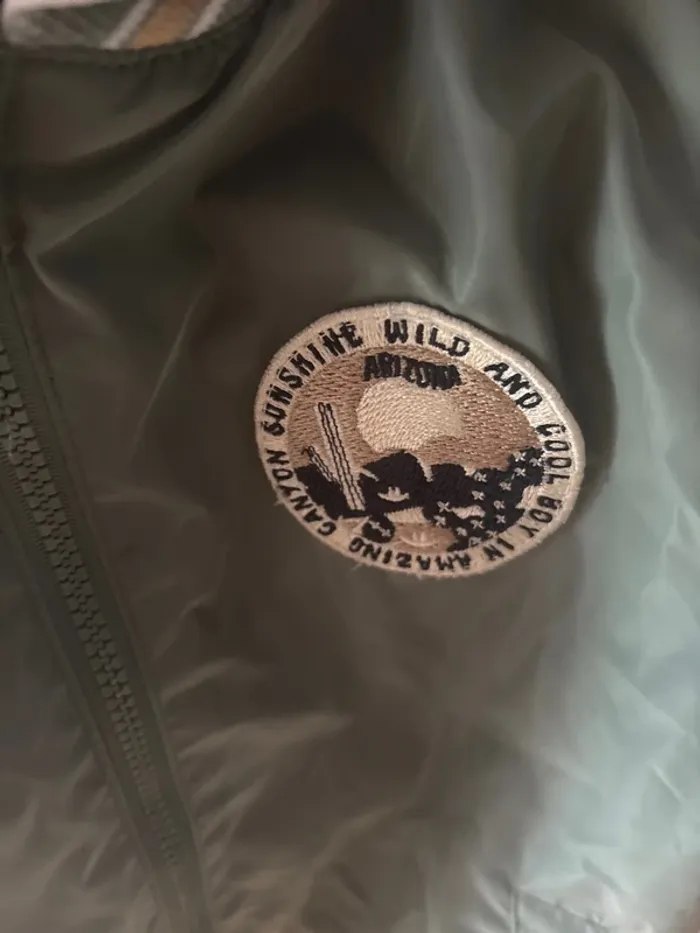 SUNSHINE WILD AND COOL BOY IN AMAZING CANYON
ARIZONA